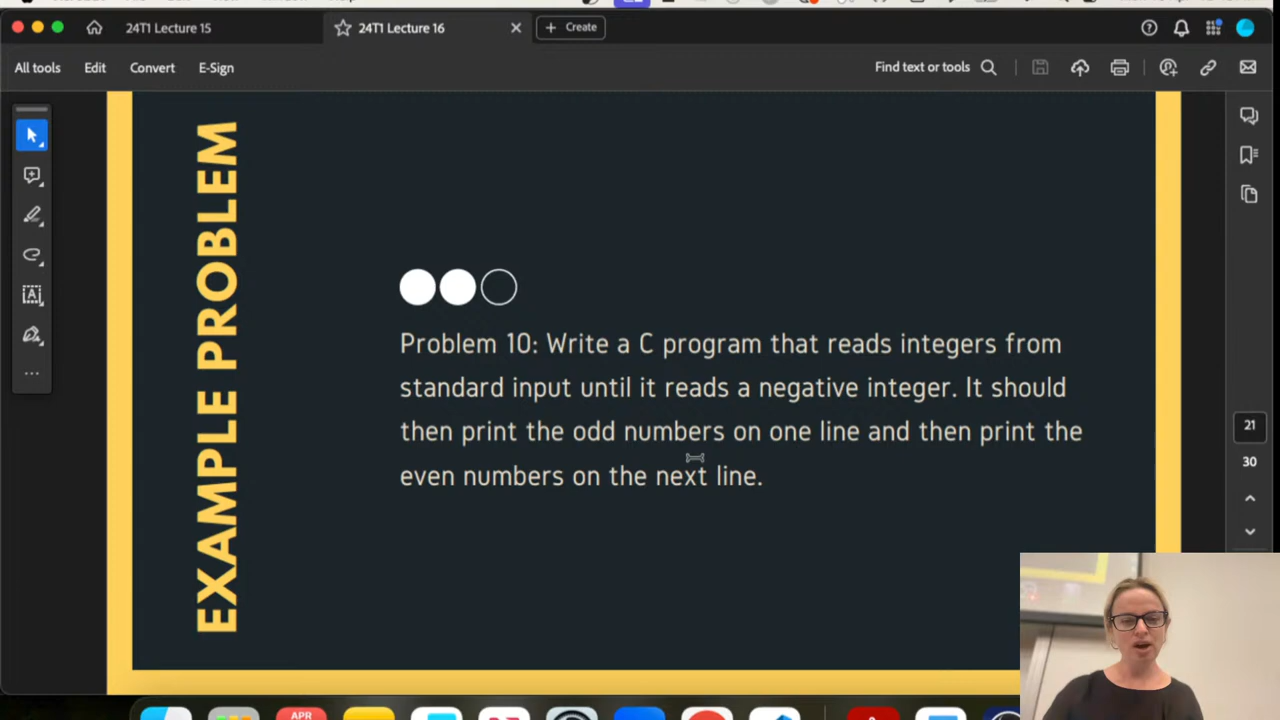 24T1 Lecture 15
24T1 Lecture 16
Create
All tools
Edit
Convert
E-Sign
Find text or tools
EXAMPLE PROBLEM
Problem 10: Write a C program that reads integers from
standard input until it reads a negative integer. It should
then print the odd numbers on one line and then print the
even numbers on the next line.
21
30
APR